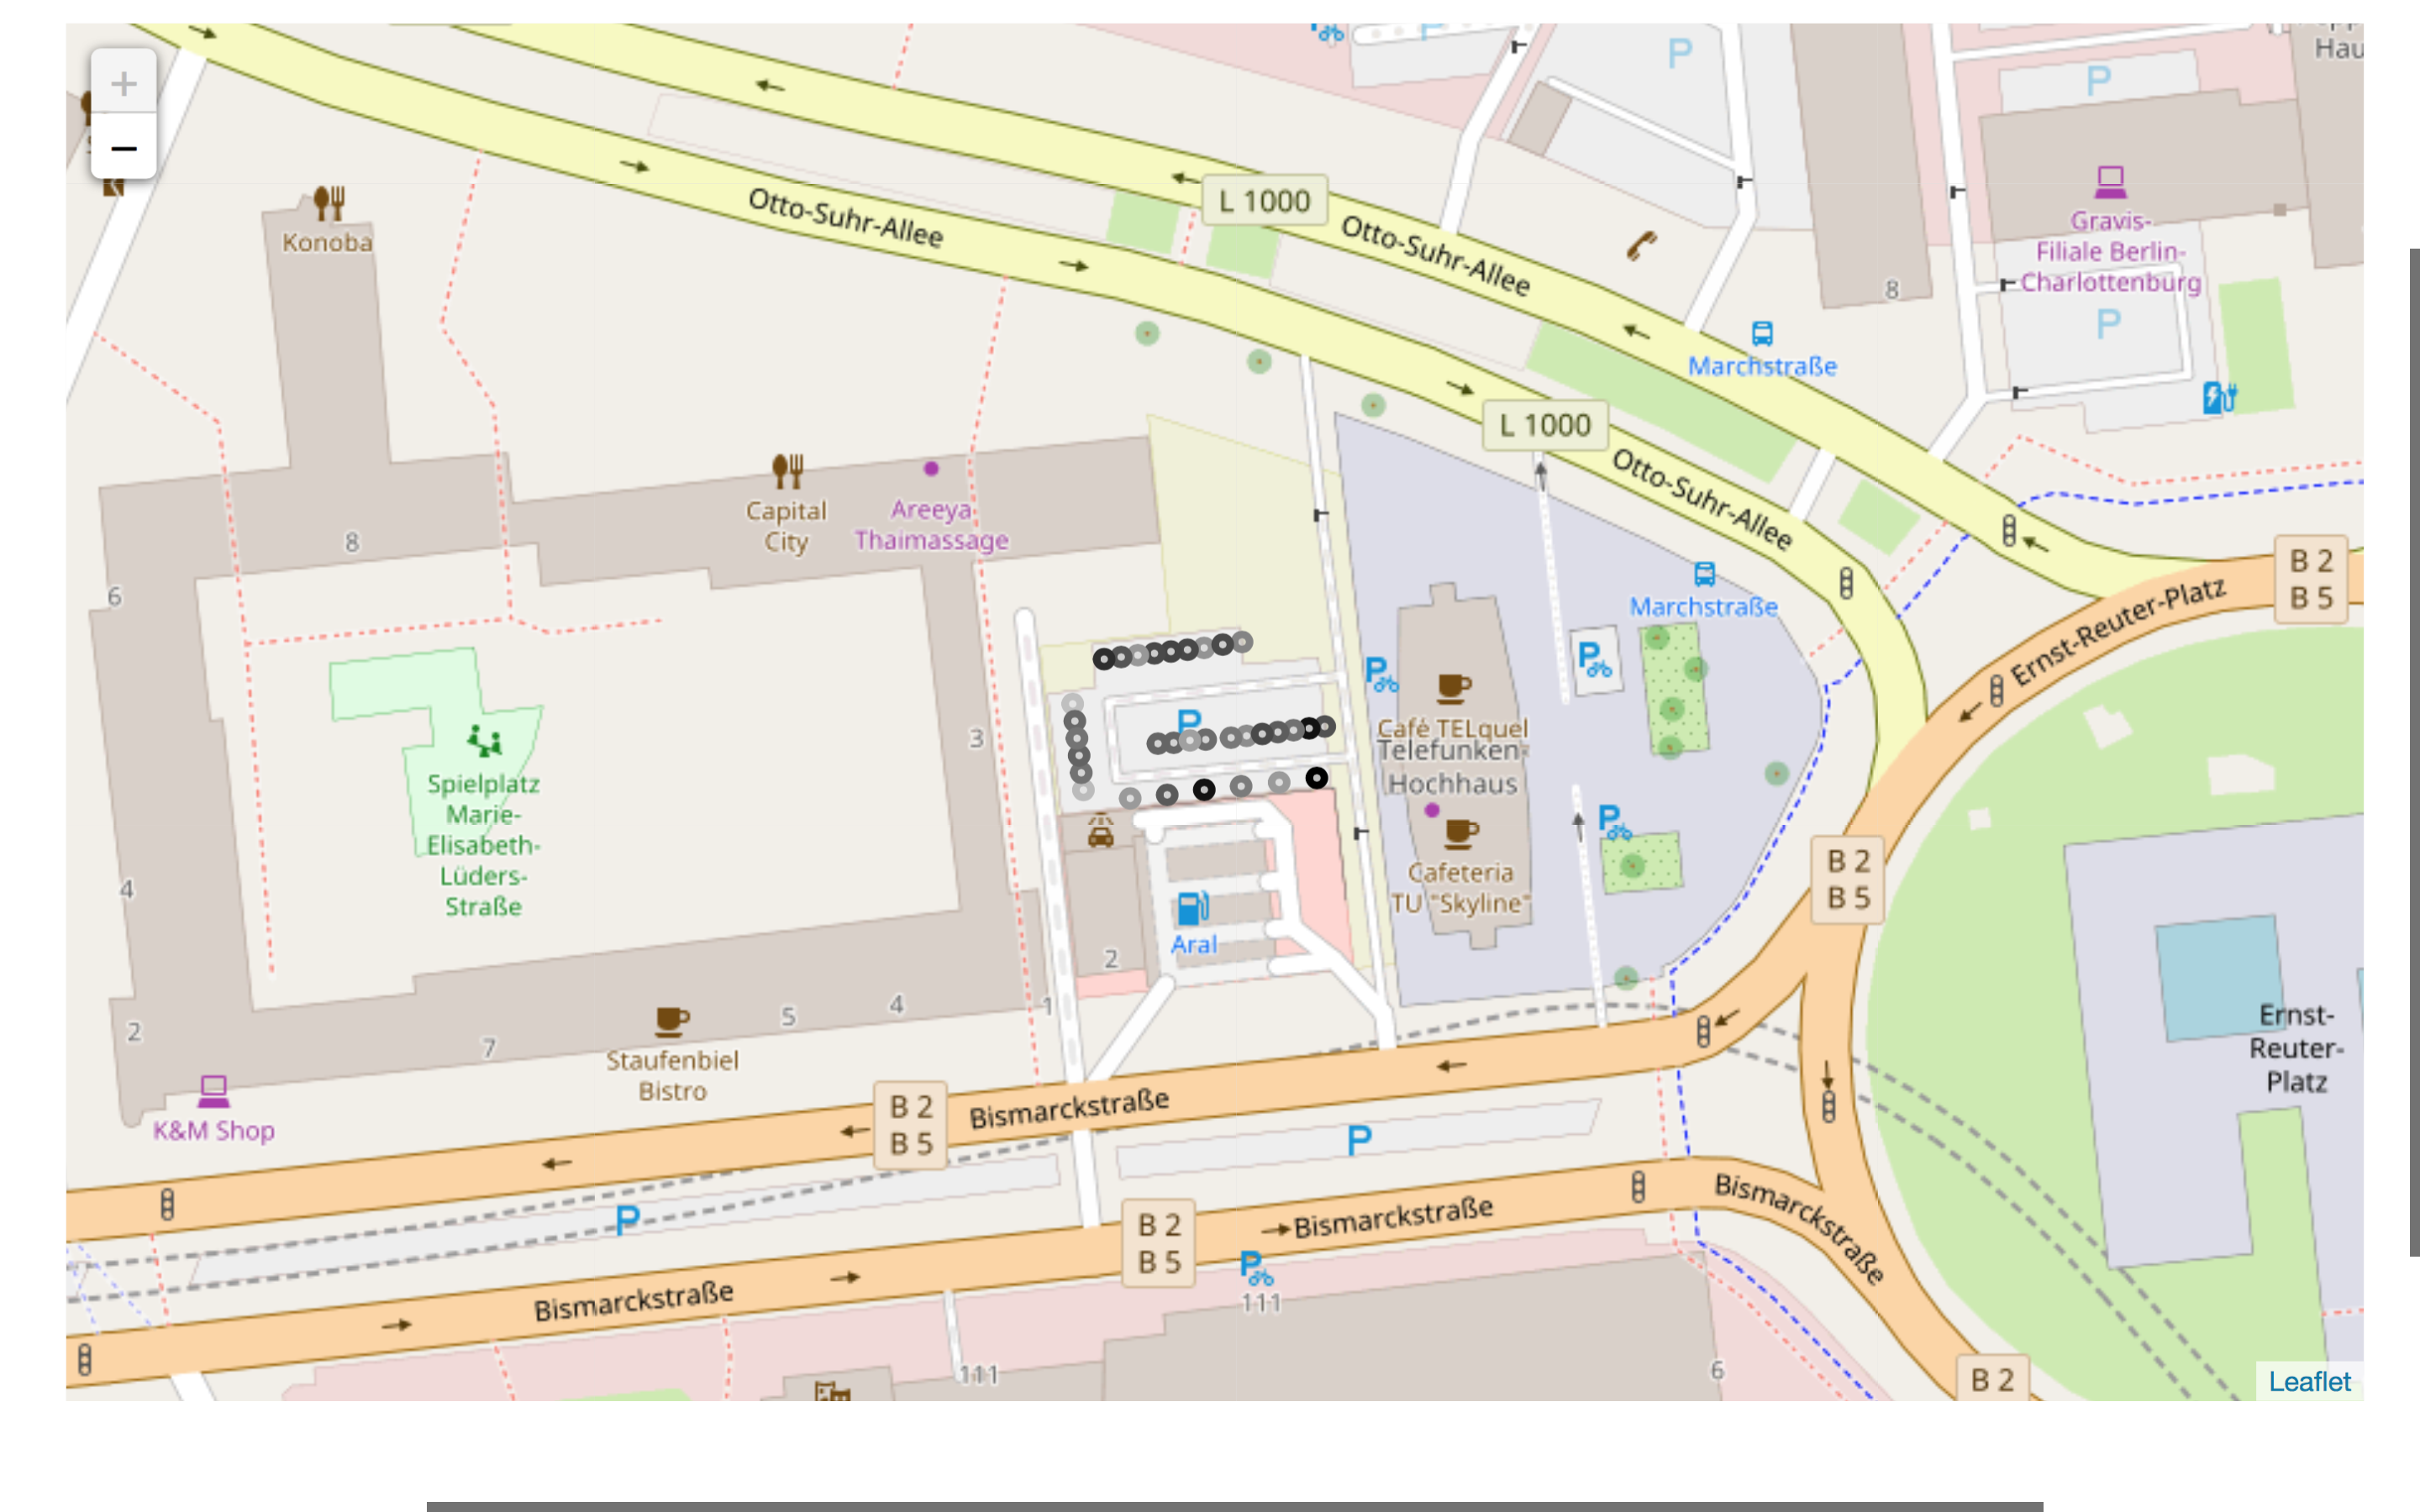 +
−
P
P
P
Hau
L 1000
Otto-Suhr-Allee
Otto-Suhr-Allee
Gravis-
Filiale Berlin-
Charlottenburg
P
8
Konoba
Marchstraße
L 1000
Otto-Suhr-Allee
Capital
City
Areeya
Thaimassage
8
6
B 2
B 5
Ernst-Reuter-Platz
Marchstraße
P
P
P
3
Café TELquel
Telefunken-
Hochhaus
Spielplatz
Marie-
Elisabeth-
Lüders-
Straße
P
B 2
B 5
Cafeteria
TU "Skyline"
4
Aral
2
1
4
5
7
2
Staufenbiel
Bistro
K&M Shop
Ernst-
Reuter-
Platz
B 2
B 5
Bismarckstraße
P
P
B 2
B 5
Bismarckstraße
Bismarckstraße
Bismarckstraße
P
111
111
6
B 2
Leaflet